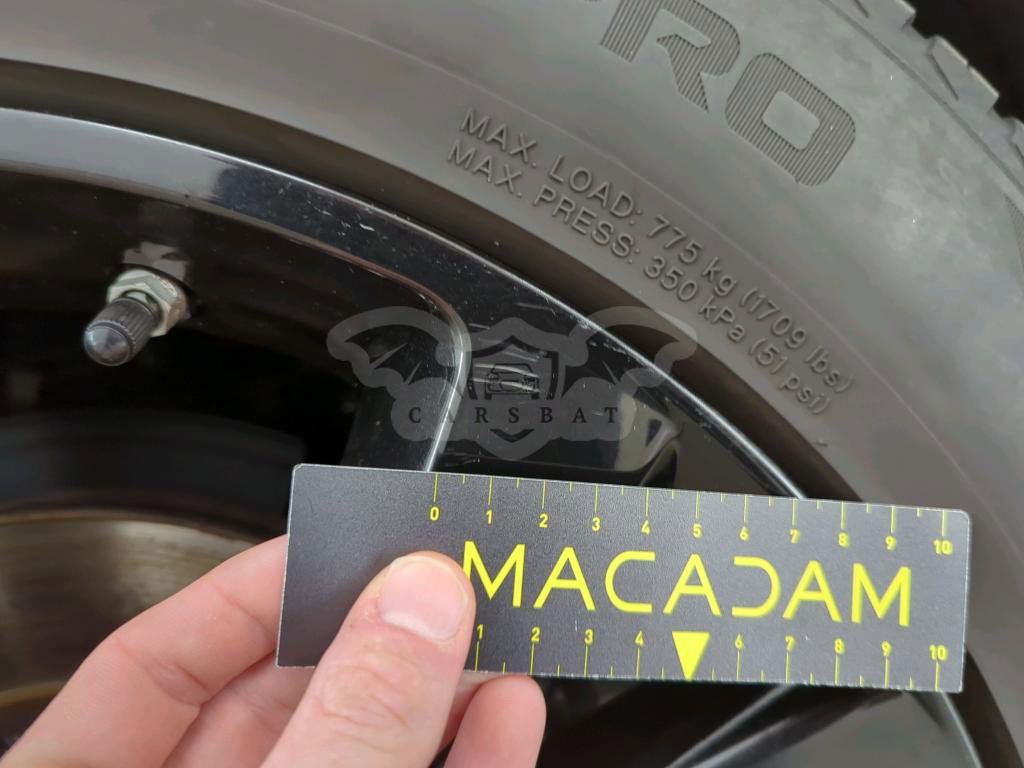 PRO
MAX. LOAD: 775 kg (1709 lbs)
MAX. PRESS: 350 kPa (51 psi)
CARSBAT
0 1 2 3 4 5 6 7 8 9 10
MACADAM
1 2 3 4 6 7 8 9 10